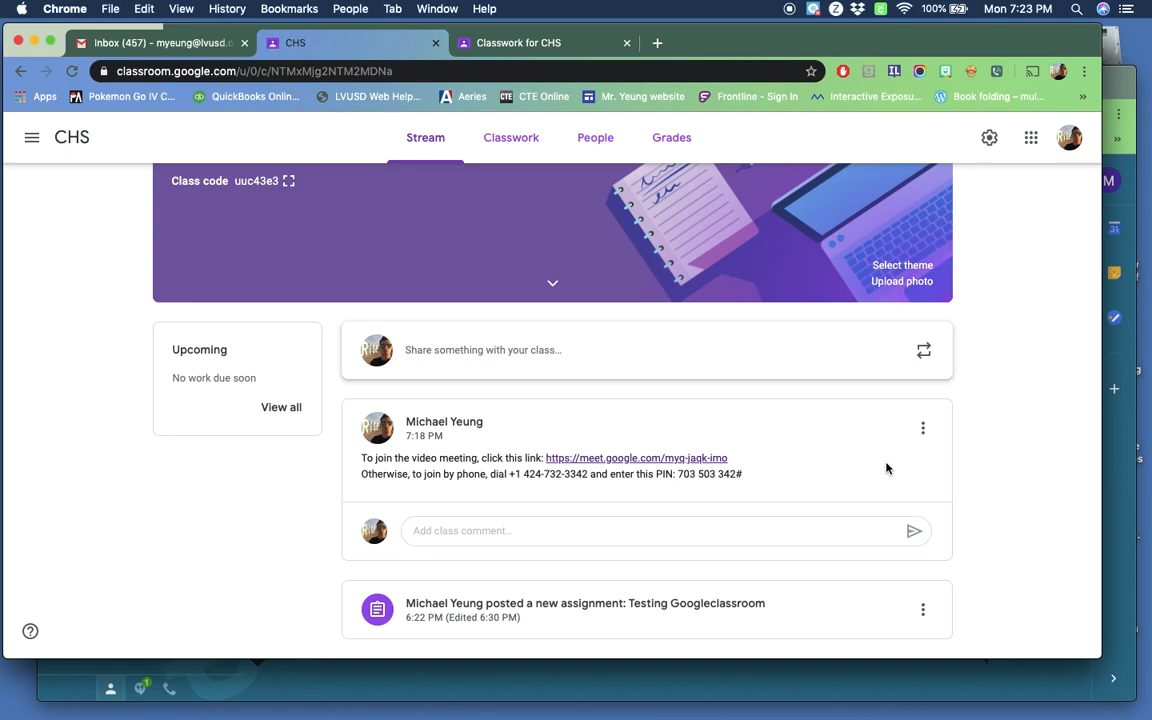 Chrome File Edit View History Bookmarks People Tab Window Help 100% Mon 7:23 PM
Inbox (457) - myeung@lvusd.c
CHS
Classwork for CHS
classroom.google.com/u/0/c/NTMxMjg2NTM2MDNa
Apps Pokemon Go IV C... QuickBooks Onlin... LVUSD Web Help... Aeries CTE Online Mr. Yeung website Frontline - Sign In Interactive Exposu... Book folding – mul... »
CHS
Stream Classwork People Grades
Class code uuc43e3
Select theme
Upload photo
Upcoming
No work due soon
View all
Share something with your class...
Michael Yeung
7:18 PM
To join the video meeting, click this link: https://meet.google.com/myq-jaqk-imo
Otherwise, to join by phone, dial +1 424-732-3342 and enter this PIN: 703 503 342#
Add class comment...
Michael Yeung posted a new assignment: Testing Googleclassroom
6:22 PM (Edited 6:30 PM)
M
31